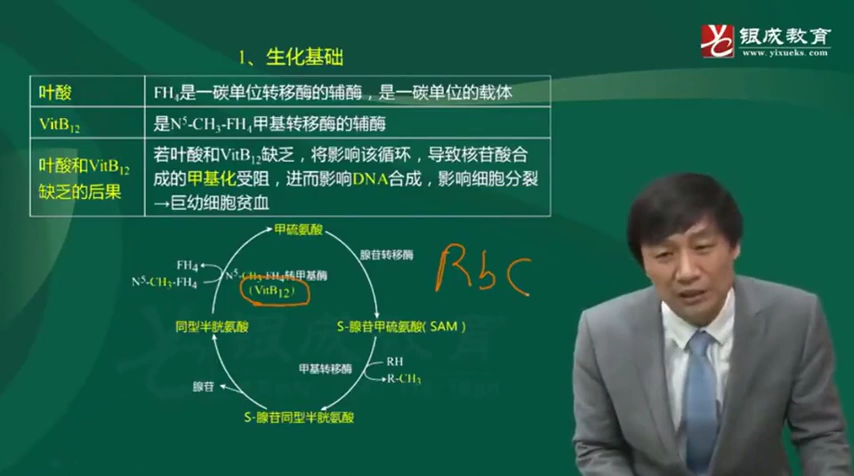 银成教育
www.yixueks.com
1、生化基础
叶酸
FH₄是一碳单位转移酶的辅酶，是一碳单位的载体
VitB₁₂
是N⁵-CH₃-FH₄甲基转移酶的辅酶
叶酸和VitB₁₂
缺乏的后果
若叶酸和VitB₁₂缺乏，将影响该循环，导致核苷酸合
成的甲基化受阻，进而影响DNA合成，影响细胞分裂
→巨幼细胞贫血
甲硫氨酸
腺苷转移酶
RbC
FH₄
N⁵-CH₃-FH₄转甲基酶
N⁵-CH₃-FH₄
(VitB₁₂)
同型半胱氨酸
S-腺苷甲硫氨酸(SAM)
甲基转移酶
RH
R-CH₃
腺苷
S-腺苷同型半胱氨酸
银成教育